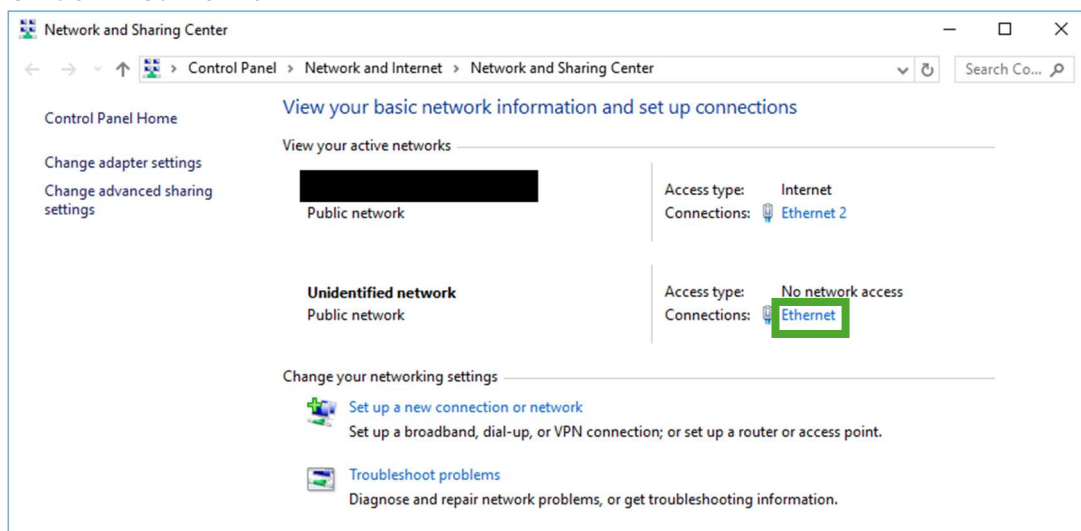 Network and Sharing Center
Control Panel > Network and Internet > Network and Sharing Center
Search Co...
Control Panel Home
Change adapter settings
Change advanced sharing
settings
View your basic network information and set up connections
View your active networks
Public network
Access type: Internet
Connections: Ethernet 2
Unidentified network
Public network
Access type: No network access
Connections: Ethernet
Change your networking settings
Set up a new connection or network
Set up a broadband, dial-up, or VPN connection; or set up a router or access point.
Troubleshoot problems
Diagnose and repair network problems, or get troubleshooting information.